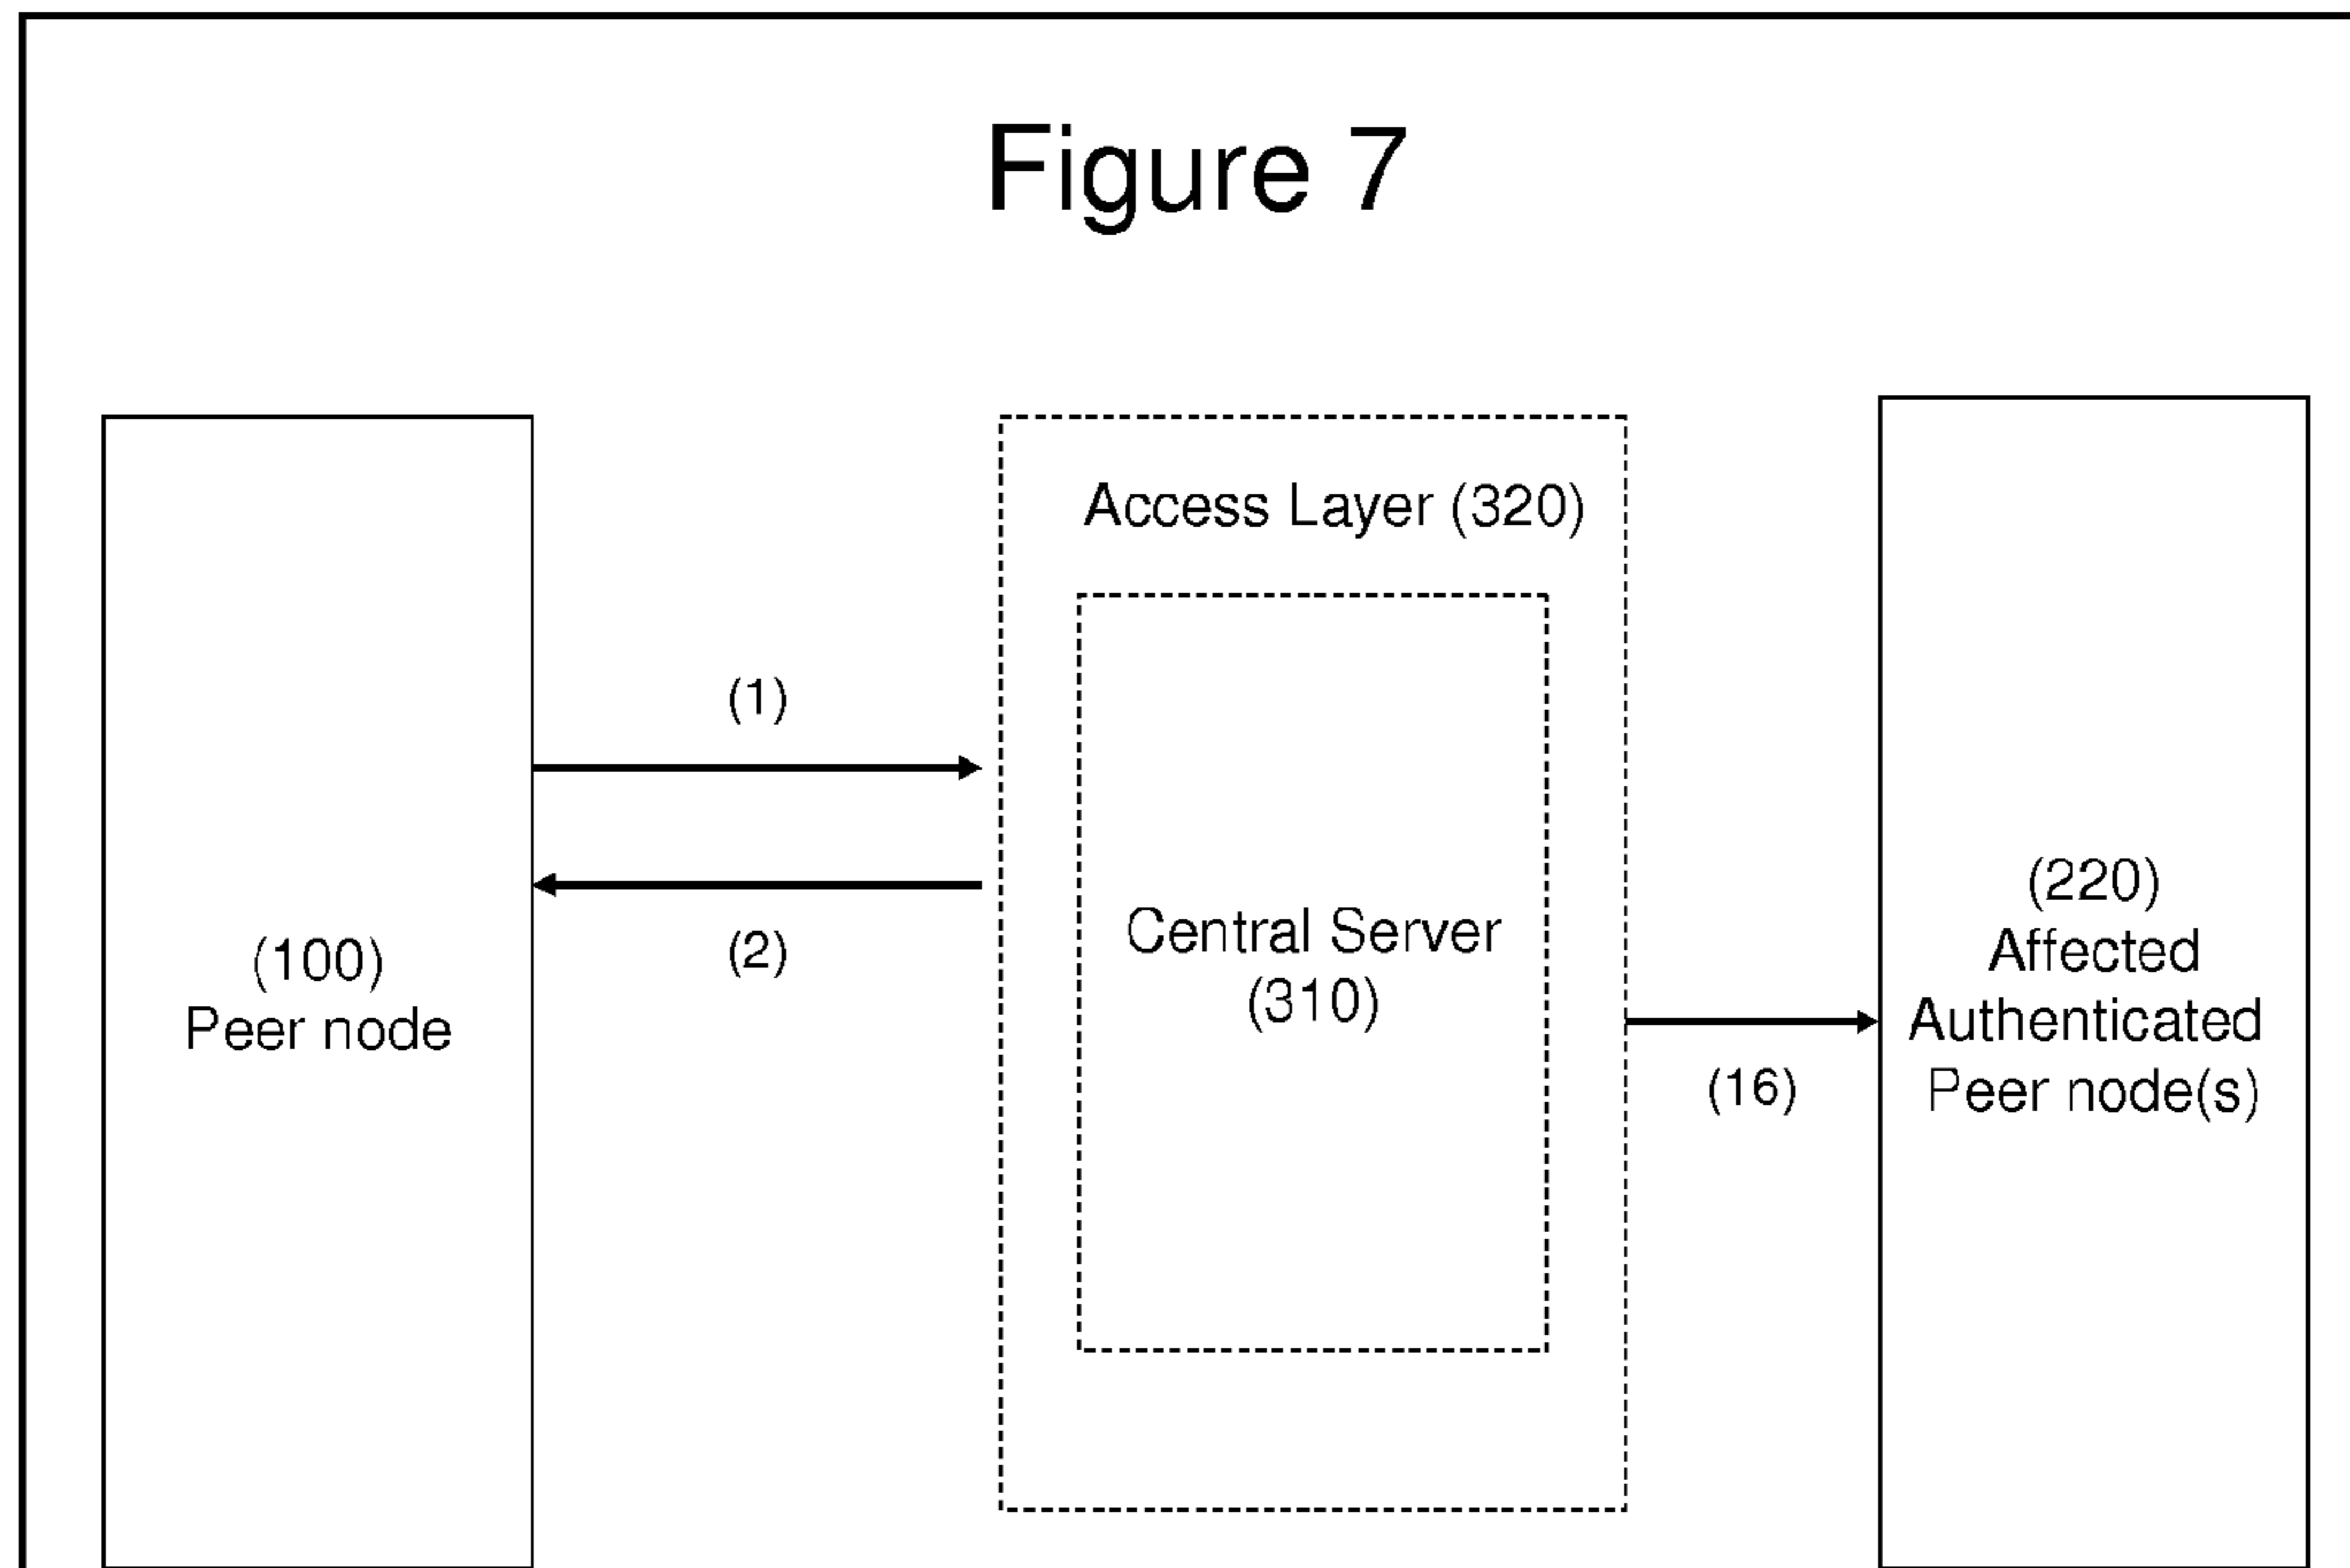 Figure 7
Access Layer (320)
(1)
(2)
(100)
Peer node
Central Server
(310)
(16)
(220)
Affected
Authenticated
Peer node(s)